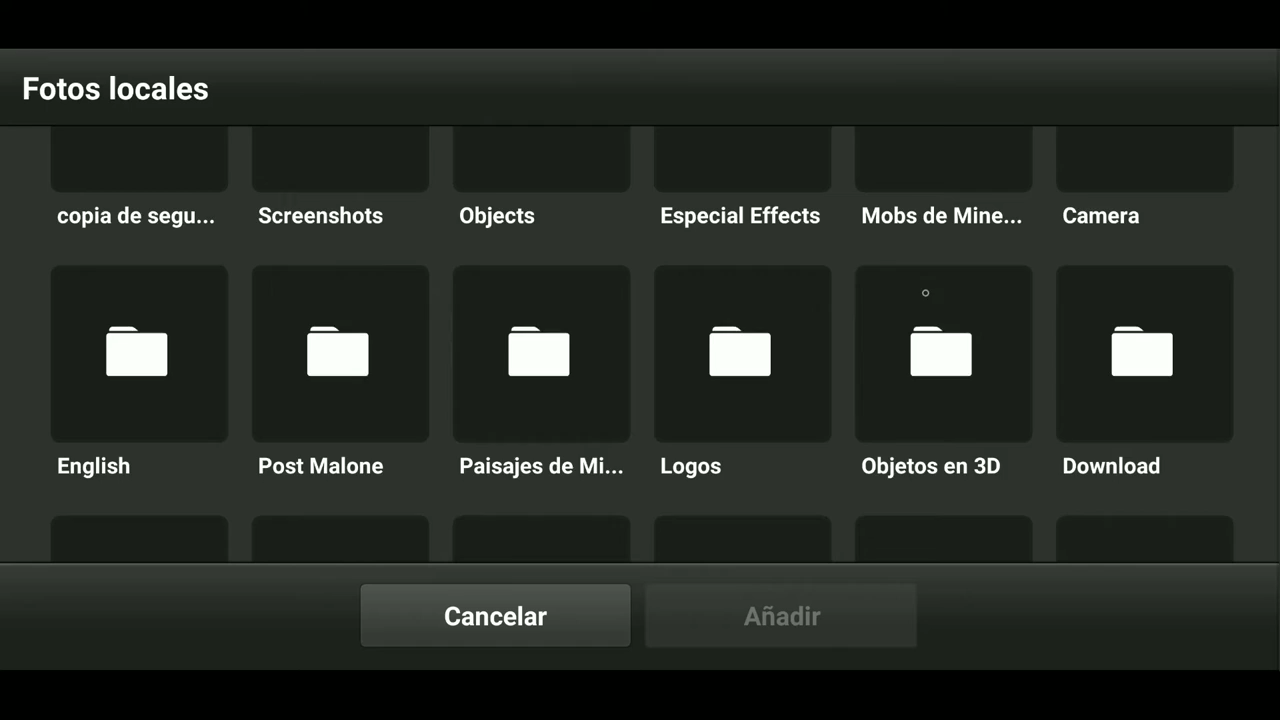 Fotos locales
copia de segu...
Screenshots
Objects
Especial Effects
Mobs de Mine...
Camera
English
Post Malone
Paisajes de Mi...
Logos
Objetos en 3D
Download
Cancelar
Añadir